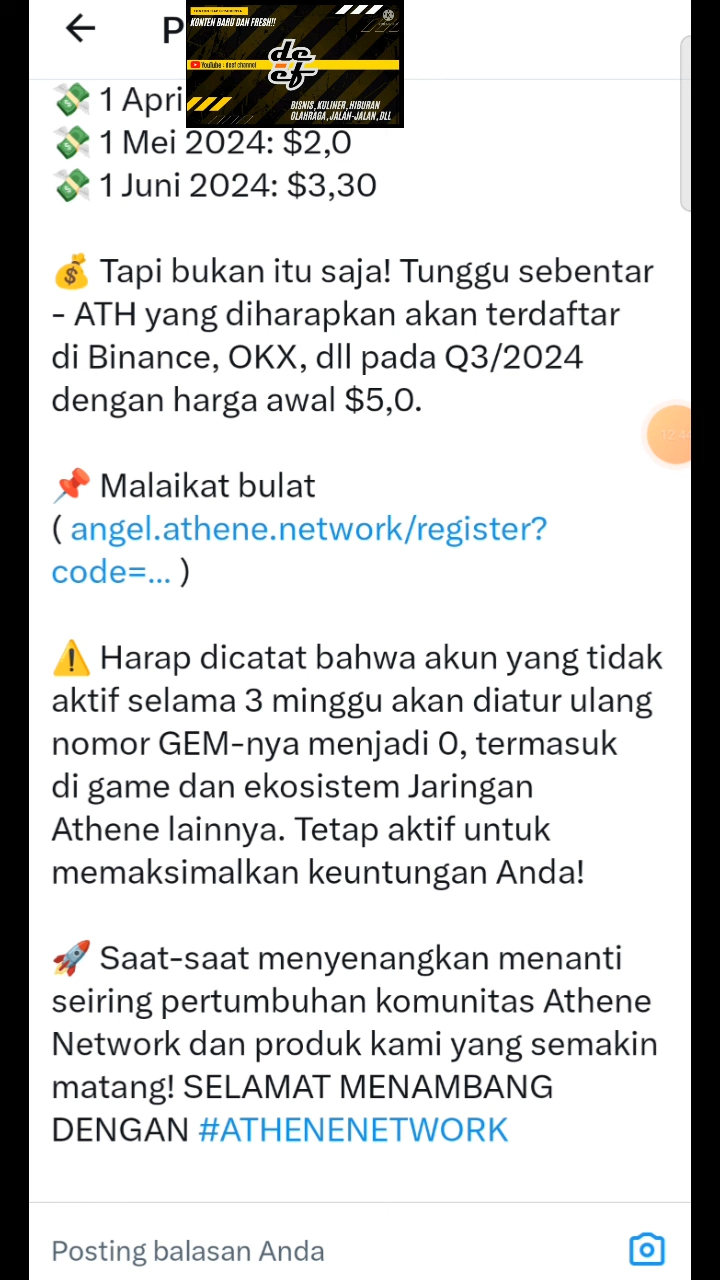 P
KONTEN BARU DAN FRESH!!
YouTube : deef channel
de
ef
BISNIS, KULINER, HIBURAN
OLAHRAGA, JALAN-JALAN, DLL
💸 1 Apri
💸 1 Mei 2024: $2,0
💸 1 Juni 2024: $3,30
💰 Tapi bukan itu saja! Tunggu sebentar
- ATH yang diharapkan akan terdaftar
di Binance, OKX, dll pada Q3/2024
dengan harga awal $5,0.
📌 Malaikat bulat
( angel.athene.network/register?
code=... )
⚠️ Harap dicatat bahwa akun yang tidak
aktif selama 3 minggu akan diatur ulang
nomor GEM-nya menjadi 0, termasuk
di game dan ekosistem Jaringan
Athene lainnya. Tetap aktif untuk
memaksimalkan keuntungan Anda!
🚀 Saat-saat menyenangkan menanti
seiring pertumbuhan komunitas Athene
Network dan produk kami yang semakin
matang! SELAMAT MENAMBANG
DENGAN #ATHENENETWORK
Posting balasan Anda